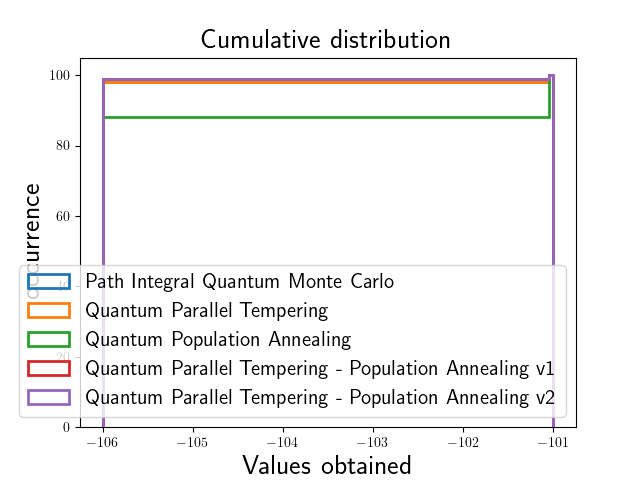 Cumulative distribution
100
80
60
40
20
0
occurrence
Path Integral Quantum Monte Carlo
Quantum Parallel Tempering
Quantum Population Annealing
Quantum Parallel Tempering - Population Annealing v1
Quantum Parallel Tempering - Population Annealing v2
−106 −105 −104 −103 −102 −101
Values obtained